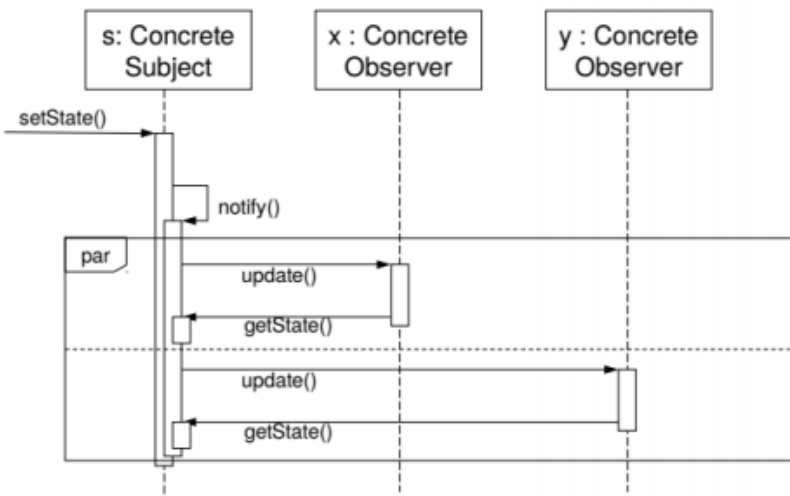 s: Concrete
Subject
x : Concrete
Observer
y : Concrete
Observer
setState()
notify()
par
update()
getState()
update()
getState()